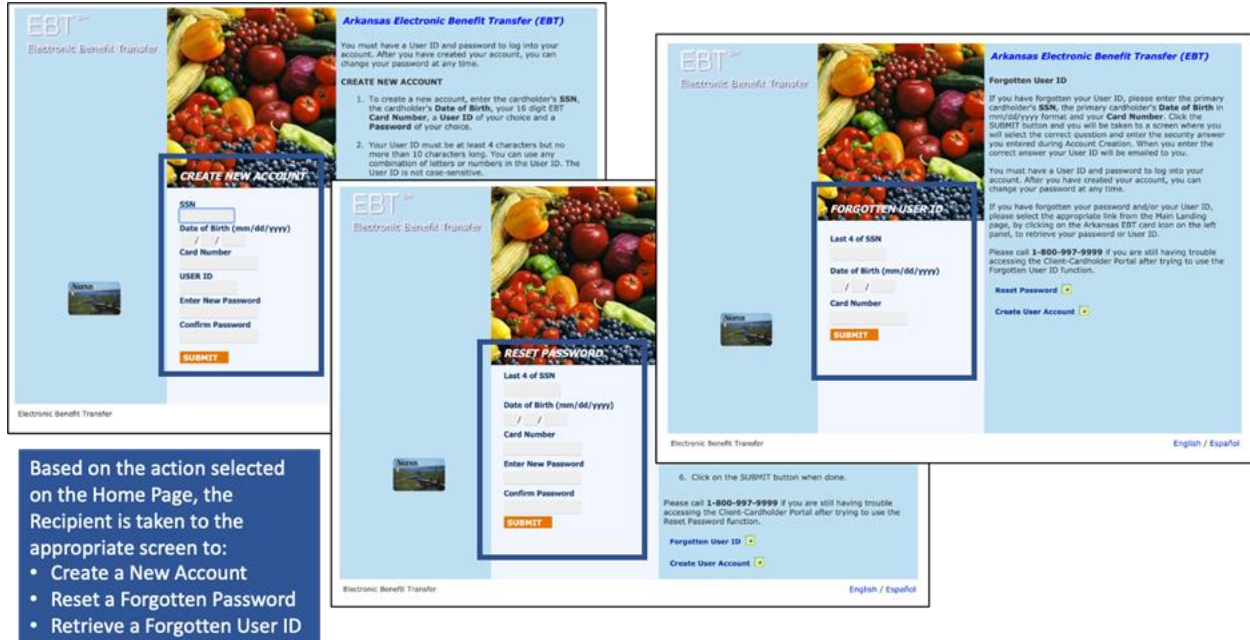 EBT℠
Electronic Benefit Transfer
Arkansas Electronic Benefit Transfer (EBT)
You must have a User ID and password to log into your
account. After you have created your account, you can
change your password at any time.
CREATE NEW ACCOUNT
1. To create a new account, enter the cardholder's SSN,
the cardholder's Date of Birth, your 16 digit EBT
Card Number, a User ID of your choice and a
Password of your choice.
2. Your User ID must be at least 4 characters but no
more than 10 characters long. You can use any
combination of letters or numbers in the User ID. The
User ID is not case-sensitive.
CREATE NEW ACCOUNT
SSN
Date of Birth (mm/dd/yyyy)
/ /
Card Number
USER ID
Enter New Password
Confirm Password
SUBMIT
Electronic Benefit Transfer
EBT℠
Electronic Benefit Transfer
RESET PASSWORD
Last 4 of SSN
Date of Birth (mm/dd/yyyy)
/ /
Card Number
Enter New Password
Confirm Password
SUBMIT
6. Click on the SUBMIT button when done.
Please call 1-800-997-9999 if you are still having trouble
accessing the Client-Cardholder Portal after trying to use the
Reset Password function.
Forgotten User ID
Create User Account
Electronic Benefit Transfer
English / Español
EBT℠
Electronic Benefit Transfer
Arkansas Electronic Benefit Transfer (EBT)
Forgotten User ID
If you have forgotten your User ID, please enter the primary
cardholder's SSN, the primary cardholder's Date of Birth in
mm/dd/yyyy format and your Card Number. Click the
SUBMIT button and you will be taken to a screen where you
will select the correct question and enter the security answer
you entered during Account Creation. When you enter the
correct answer your User ID will be emailed to you.
You must have a User ID and password to log into your
account. After you have created your account, you can
change your password at any time.
If you have forgotten your password and/or your User ID,
please select the appropriate link from the Main Landing
page, by clicking on the Arkansas EBT card icon on the left
panel, to retrieve your password or User ID.
Please call 1-800-997-9999 if you are still having trouble
accessing the Client-Cardholder Portal after trying to use the
Forgotten User ID function.
Reset Password
Create User Account
FORGOTTEN USER ID
Last 4 of SSN
Date of Birth (mm/dd/yyyy)
/ /
Card Number
SUBMIT
Electronic Benefit Transfer
English / Español
Based on the action selected
on the Home Page, the
Recipient is taken to the
appropriate screen to:
• Create a New Account
• Reset a Forgotten Password
• Retrieve a Forgotten User ID